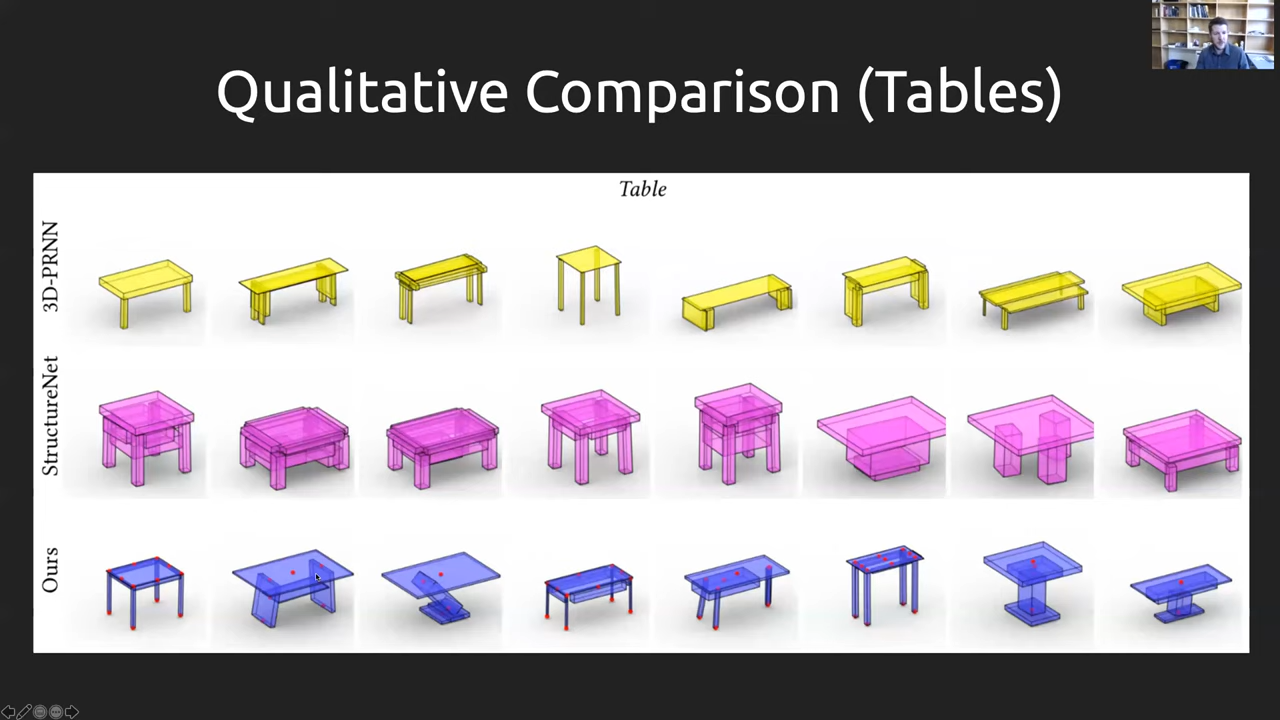 Qualitative Comparison (Tables)
Table
3D-PRNN
StructureNet
Ours